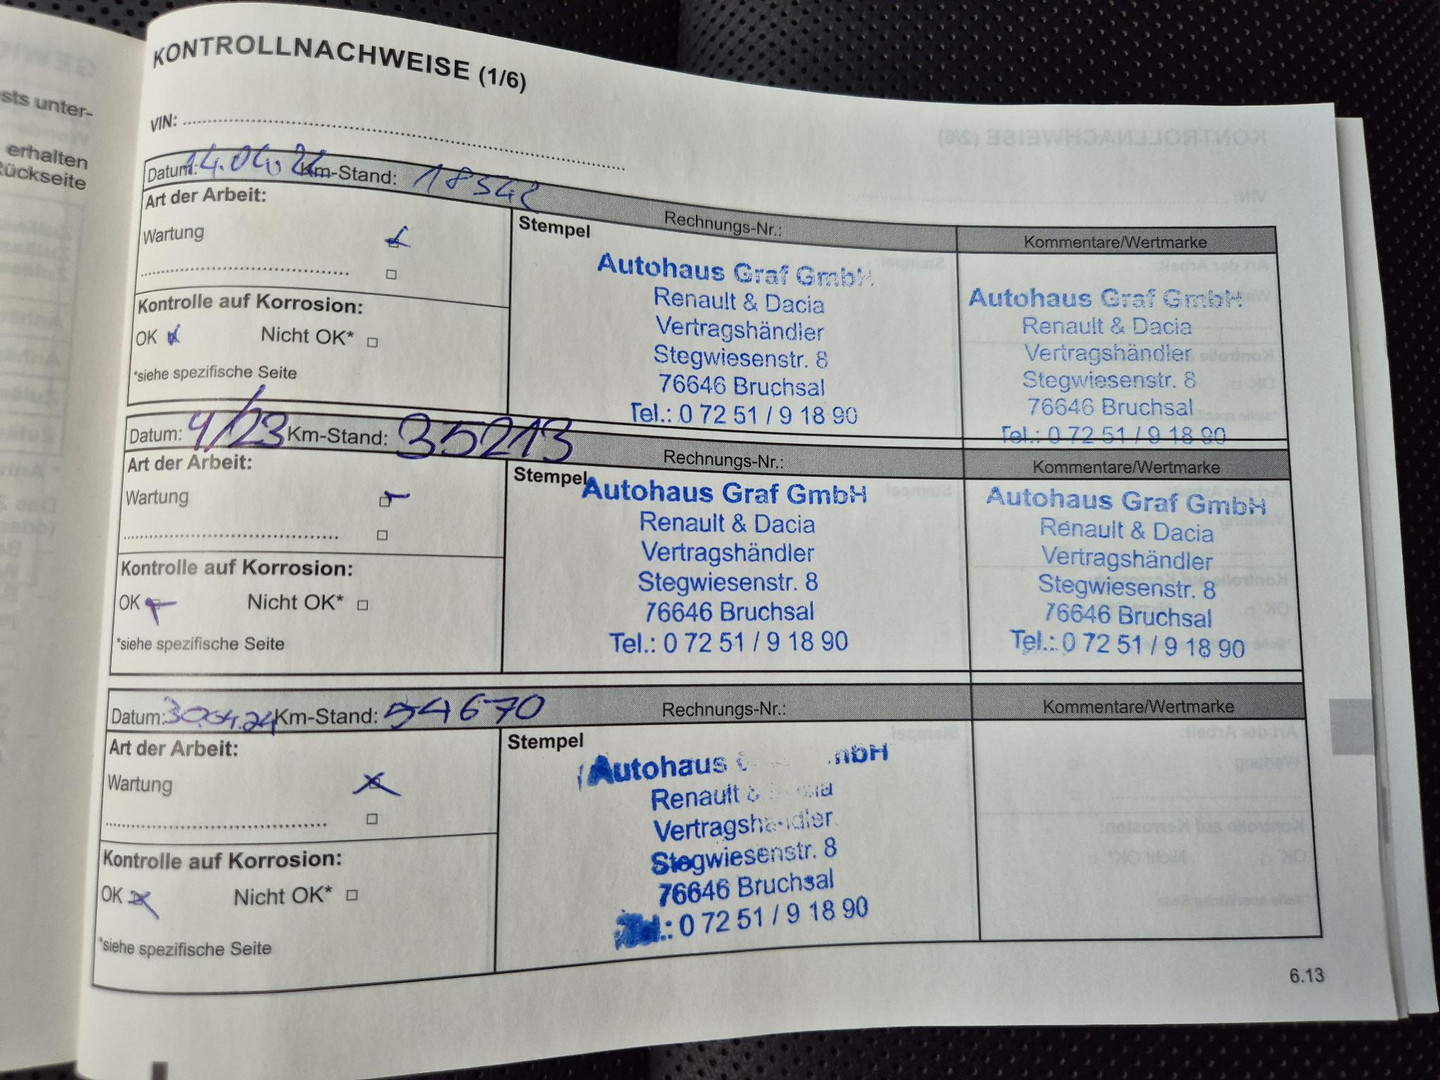 sts unter-
erhalten
Rückseite
KONTROLLNACHWEISE (1/6)
VIN:
Datum: Km-Stand: 18542 Rechnungs-Nr.: Kommentare/Wertmarke
Art der Arbeit:
Wartung
Kontrolle auf Korrosion:
OK Nicht OK*
*siehe spezifische Seite
Stempel
Autohaus Graf GmbH
Renault & Dacia
Vertragshändler
Stegwiesenstr. 8
76646 Bruchsal
Tel.: 0 72 51 / 9 18 90
Autohaus Graf GmbH
Renault & Dacia
Vertragshändler
Stegwiesenstr. 8
76646 Bruchsal
Tel.: 0 72 51 / 9 18 90
Datum: 4/23 Km-Stand: 35213 Rechnungs-Nr.: Kommentare/Wertmarke
Art der Arbeit:
Wartung
Kontrolle auf Korrosion:
OK Nicht OK*
*siehe spezifische Seite
Stempel
Autohaus Graf GmbH
Renault & Dacia
Vertragshändler
Stegwiesenstr. 8
76646 Bruchsal
Tel.: 0 72 51 / 9 18 90
Autohaus Graf GmbH
Renault & Dacia
Vertragshändler
Stegwiesenstr. 8
76646 Bruchsal
Tel.: 0 72 51 / 9 18 90
Datum: 30.04.24 Km-Stand: 54670 Rechnungs-Nr.: Kommentare/Wertmarke
Art der Arbeit:
Wartung
Kontrolle auf Korrosion:
OK Nicht OK*
*siehe spezifische Seite
Stempel
Autohaus
Renault &
Vertragshändler
Stegwiesenstr. 8
76646 Bruchsal
Tel.: 0 72 51 / 9 18 90
6.13